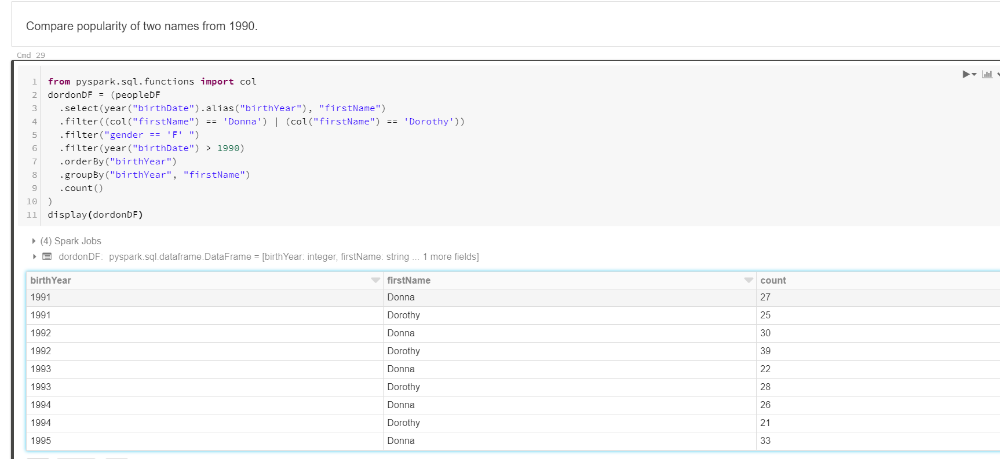 Compare popularity of two names from 1990.
Cmd 29
1 from pyspark.sql.functions import col
2 dordonDF = (peopleDF
3 .select(year("birthDate").alias("birthYear"), "firstName")
4 .filter((col("firstName") == 'Donna') | (col("firstName") == 'Dorothy'))
5 .filter("gender == 'F' ")
6 .filter(year("birthDate") > 1990)
7 .orderBy("birthYear")
8 .groupBy("birthYear", "firstName")
9 .count()
10 )
11 display(dordonDF)
(4) Spark Jobs
dordonDF: pyspark.sql.dataframe.DataFrame = [birthYear: integer, firstName: string ... 1 more fields]
birthYear firstName count
1991 Donna 27
1991 Dorothy 25
1992 Donna 30
1992 Dorothy 39
1993 Donna 22
1993 Dorothy 28
1994 Donna 26
1994 Dorothy 21
1995 Donna 33